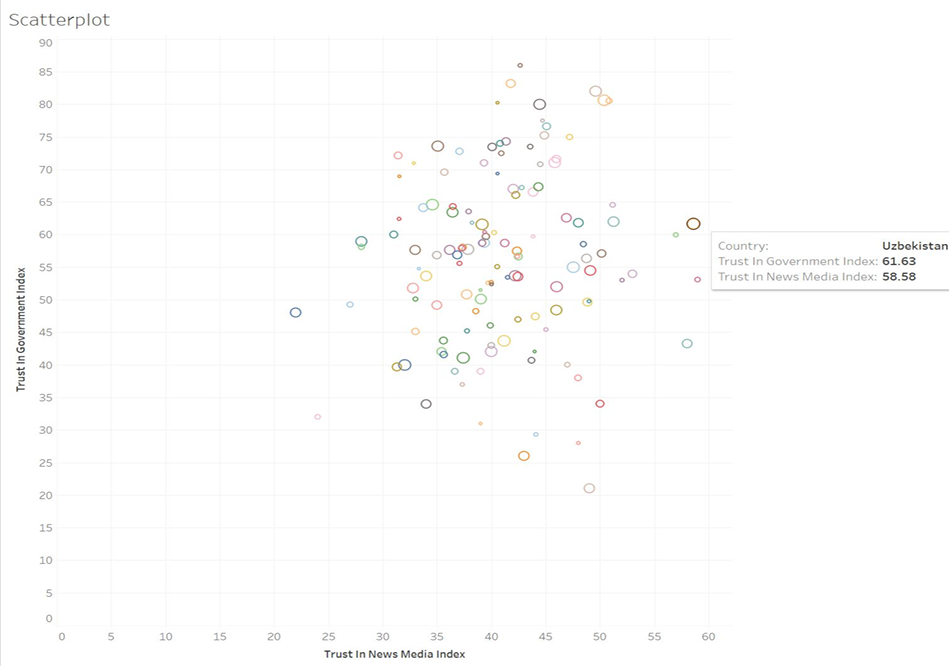 Scatterplot
90
85
80
75
70
65
60
55
50
45
40
35
30
25
20
15
10
5
0
Trust In Government Index
Country: Uzbekistan
Trust In Government Index: 61.63
Trust In News Media Index: 58.58
0 5 10 15 20 25 30 35 40 45 50 55 60
Trust In News Media Index